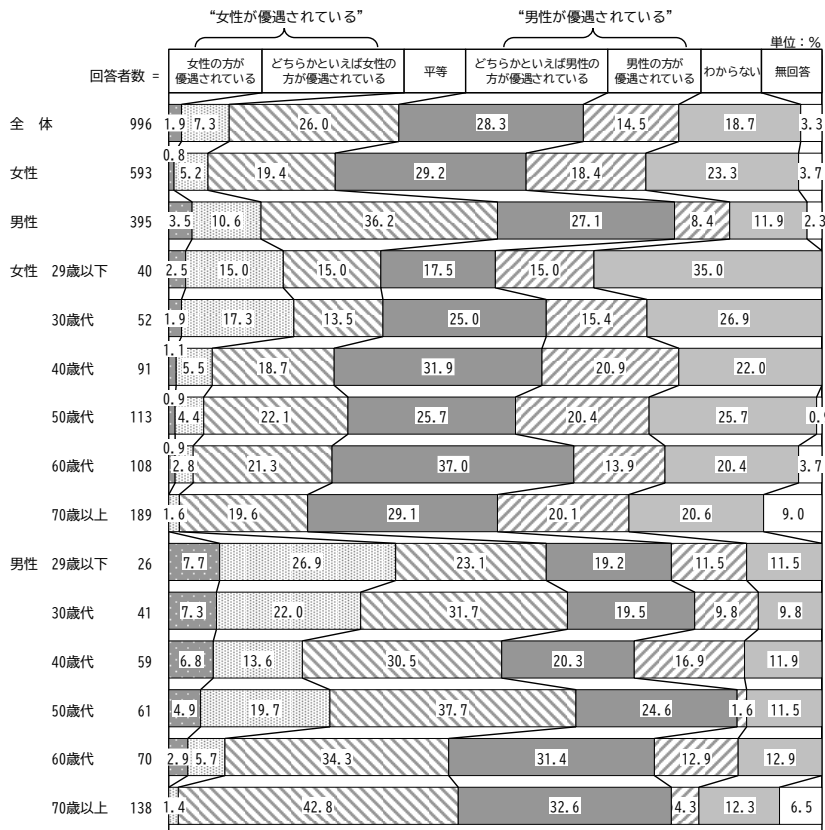 “女性が優遇されている” “男性が優遇されている”
単位：%
回答者数 = 女性の方が優遇されている どちらかといえば女性の方が優遇されている 平等 どちらかといえば男性の方が優遇されている 男性の方が優遇されている わからない 無回答
全 体 996 1.9 7.3 26.0 28.3 14.5 18.7 3.3
女性 593 0.8 5.2 19.4 29.2 18.4 23.3 3.7
男性 395 3.5 10.6 36.2 27.1 8.4 11.9 2.3
女性 29歳以下 40 2.5 15.0 15.0 17.5 15.0 35.0
30歳代 52 1.9 17.3 13.5 25.0 15.4 26.9
40歳代 91 1.1 5.5 18.7 31.9 20.9 22.0
50歳代 113 0.9 4.4 22.1 25.7 20.4 25.7
60歳代 108 0.9 2.8 21.3 37.0 13.9 20.4 3.7
70歳以上 189 1.6 19.6 29.1 20.1 20.6 9.0
男性 29歳以下 26 7.7 26.9 23.1 19.2 11.5 11.5
30歳代 41 7.3 22.0 31.7 19.5 9.8 9.8
40歳代 59 6.8 13.6 30.5 20.3 16.9 11.9
50歳代 61 4.9 19.7 37.7 24.6 1.6 11.5
60歳代 70 2.9 5.7 34.3 31.4 12.9 12.9
70歳以上 138 1.4 42.8 32.6 4.3 12.3 6.5